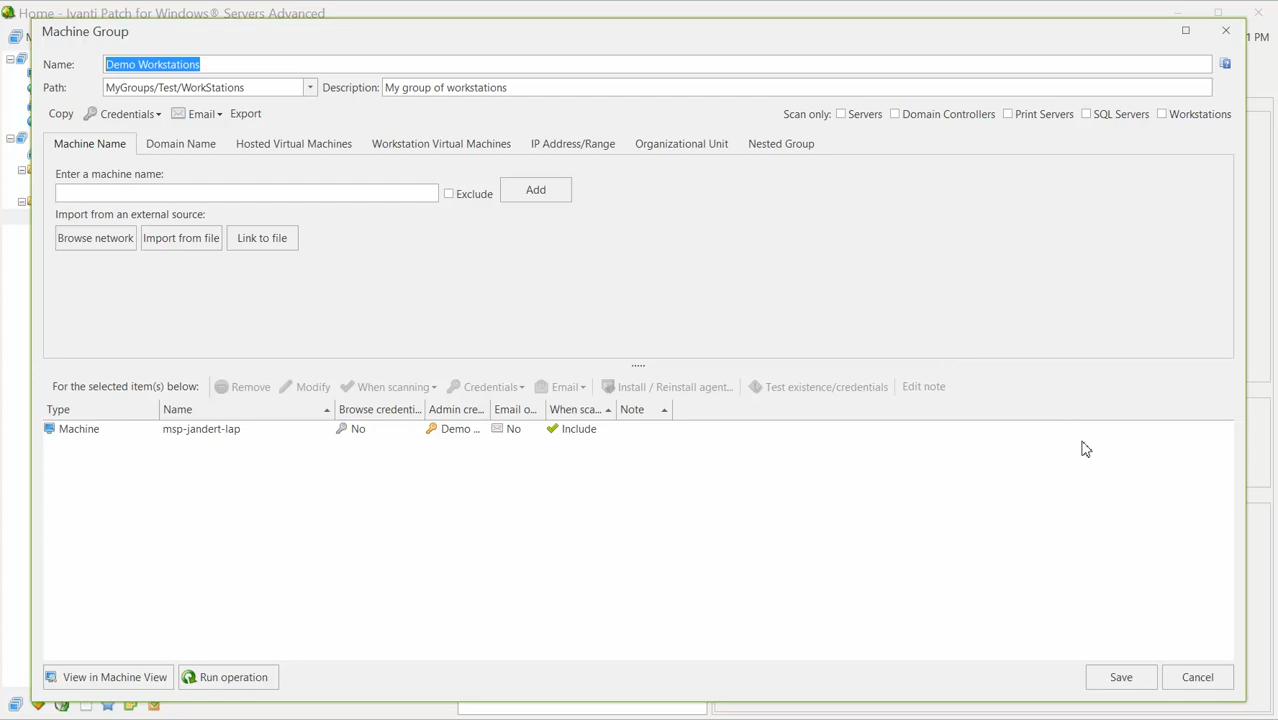 Home - Ivanti Patch for Windows® Servers Advanced
Machine Group
1 PM
Name: Demo Workstations
Path: MyGroups/Test/WorkStations Description: My group of workstations
Copy Credentials Email Export Scan only: Servers Domain Controllers Print Servers SQL Servers Workstations
Machine Name Domain Name Hosted Virtual Machines Workstation Virtual Machines IP Address/Range Organizational Unit Nested Group
Enter a machine name:
Exclude Add
Import from an external source:
Browse network Import from file Link to file
For the selected item(s) below: Remove Modify When scanning Credentials Email Install / Reinstall agent... Test existence/credentials Edit note
Type Name Browse credenti... Admin cre... Email o... When sca... Note
Machine msp-jandert-lap No Demo ... No Include
View in Machine View Run operation Save Cancel